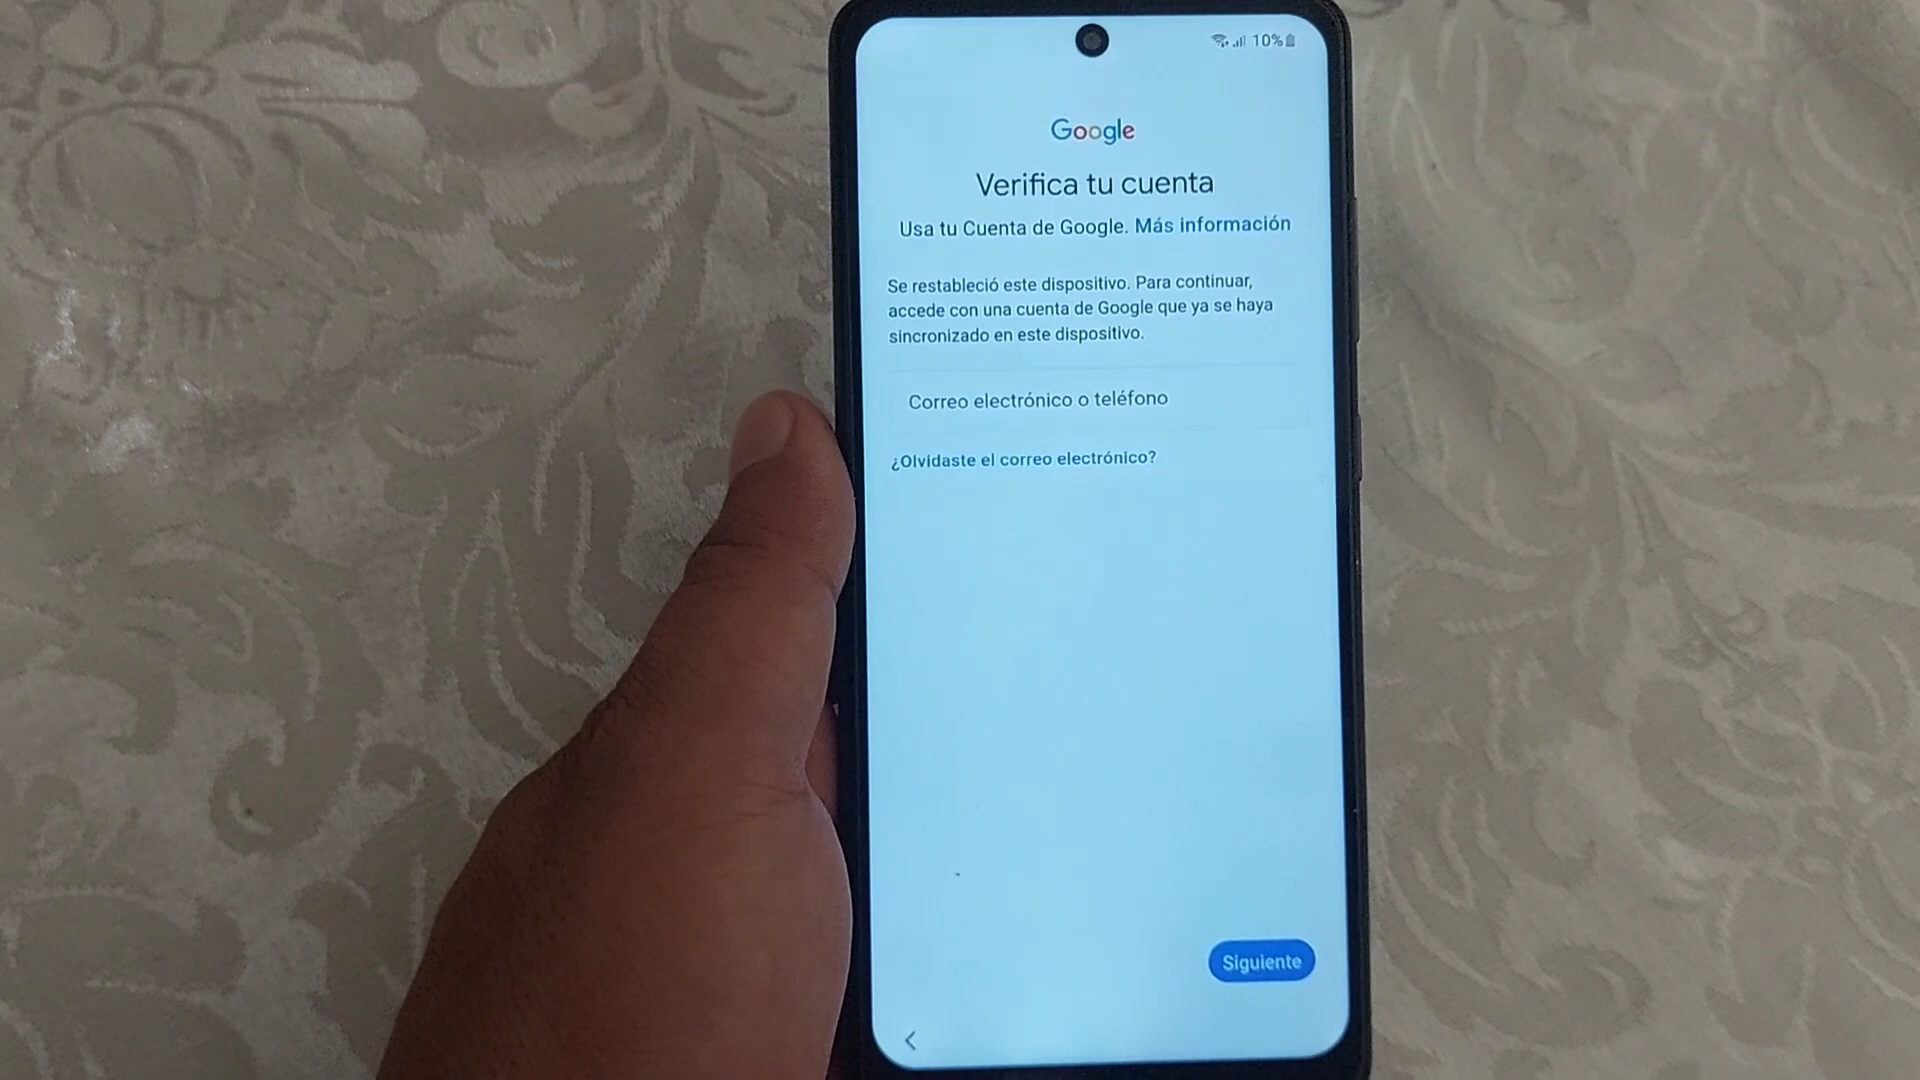 10%
Google
Verifica tu cuenta
Usa tu Cuenta de Google. Más información
Se restableció este dispositivo. Para continuar,
accede con una cuenta de Google que ya se haya
sincronizado en este dispositivo.
Correo electrónico o teléfono
¿Olvidaste el correo electrónico?
Siguiente